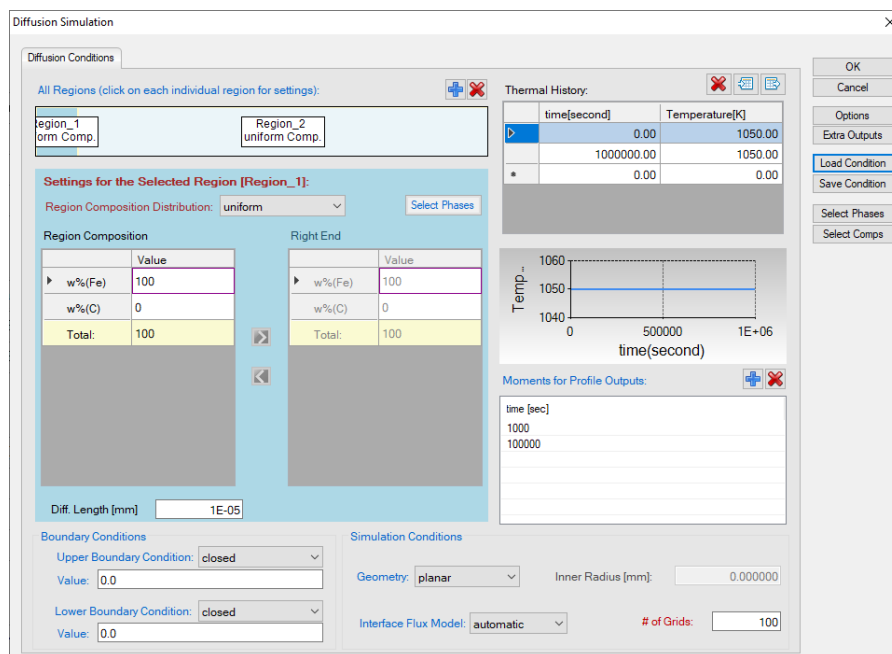 Diffusion Simulation
Diffusion Conditions
All Regions (click on each individual region for settings):
Region_2
form Comp.
uniform Comp.
Settings for the Selected Region [Region_1]:
Region Composition Distribution: uniform
Select Phases
Region Composition
Right End
Value
w%(Fe) 100
w%(C) 0
Total: 100
Value
w%(Fe) 100
w%(C) 0
Total: 100
Diff. Length [mm] 1E-05
Boundary Conditions
Upper Boundary Condition: closed
Value: 0.0
Lower Boundary Condition: closed
Value: 0.0
Thermal History:
time[second] Temperature[K]
0.00 1050.00
1000000.00 1050.00
* 0.00 0.00
Temp..
1060
1050
1040
0 500000 1E+06
time(second)
Moments for Profile Outputs:
time [sec]
1000
100000
Simulation Conditions
Geometry: planar
Inner Radius [mm]: 0.000000
Interface Flux Model: automatic
# of Grids: 100
OK
Cancel
Options
Extra Outputs
Load Condition
Save Condition
Select Phases
Select Comps